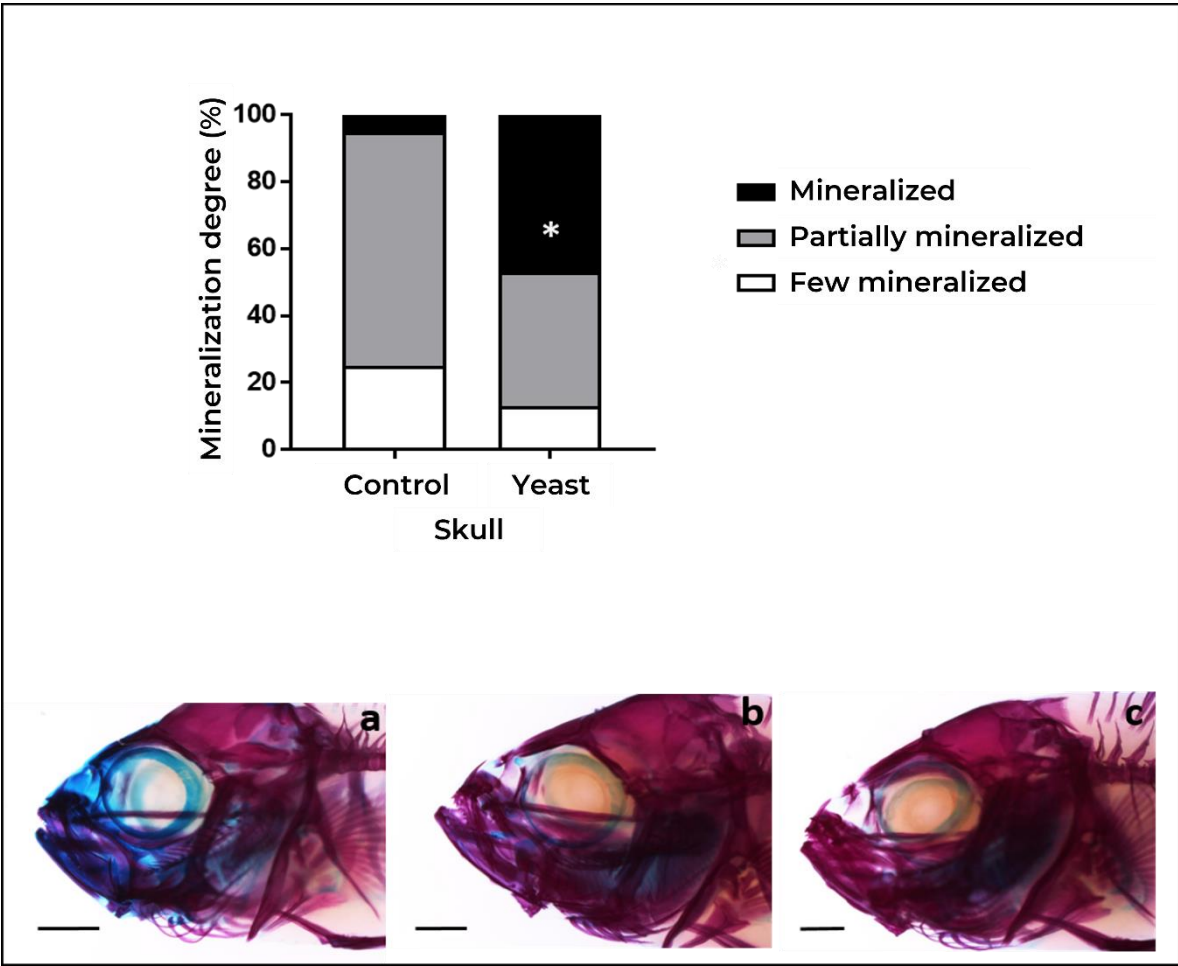 Mineralization degree (%)
100
80
60
40
20
0
*
Control Yeast
Skull
Mineralized
Partially mineralized
Few mineralized
a b c